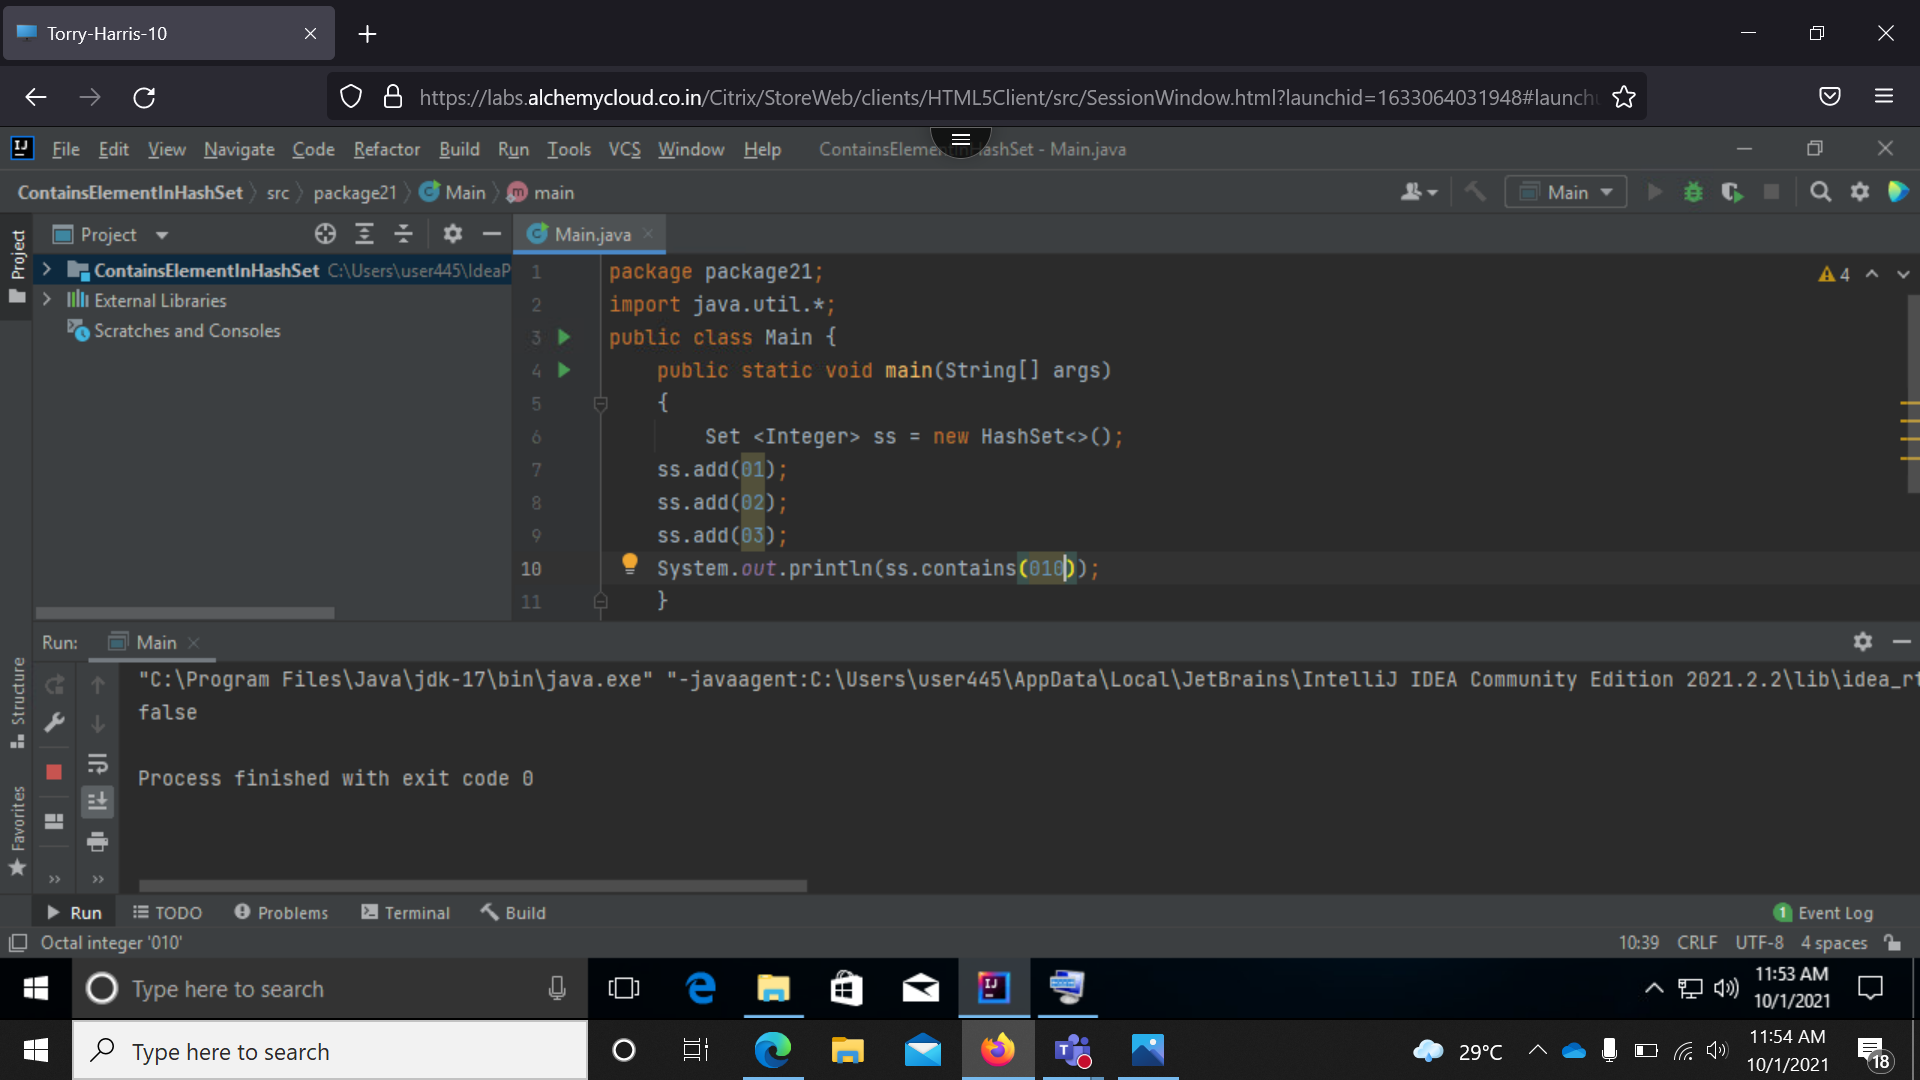 Torry-Harris-10
https://labs.alchemycloud.co.in/Citrix/StoreWeb/clients/HTML5Client/src/SessionWindow.html?launchid=1633064031948#launch
File Edit View Navigate Code Refactor Build Run Tools VCS Window Help ContainsElementInHashSet - Main.java
ContainsElementInHashSet src package21 Main main
Main
Project
Project
Main.java
ContainsElementInHashSet C:\Users\user445\IdeaP
External Libraries
Scratches and Consoles
4
1 package package21;
2 import java.util.*;
3 public class Main {
4 public static void main(String[] args)
5 {
6 Set <Integer> ss = new HashSet<>();
7 ss.add(01);
8 ss.add(02);
9 ss.add(03);
10 System.out.println(ss.contains(010));
11 }
Run: Main
Structure
Favorites
"C:\Program Files\Java\jdk-17\bin\java.exe" "-javaagent:C:\Users\user445\AppData\Local\JetBrains\IntelliJ IDEA Community Edition 2021.2.2\lib\idea_rt
false
Process finished with exit code 0
Run TODO Problems Terminal Build 1 Event Log
Octal integer '010' 10:39 CRLF UTF-8 4 spaces
Type here to search
11:53 AM
10/1/2021
Type here to search
29°C
11:54 AM
10/1/2021
18